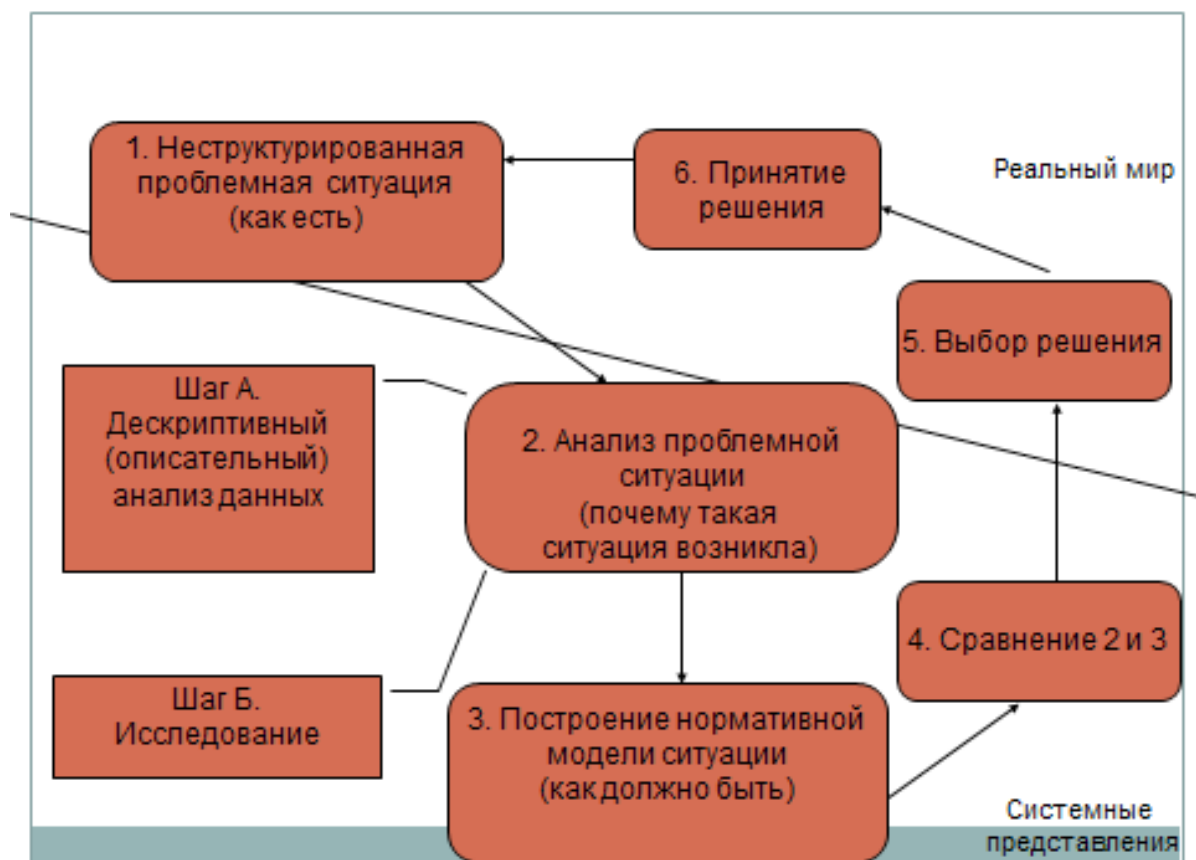 1. Неструктурированная
проблемная ситуация
(как есть)
6. Принятие
решения
Реальный мир
5. Выбор решения
Шаг А.
Дескриптивный
(описательный)
анализ данных
2. Анализ проблемной
ситуации
(почему такая
ситуация возникла)
4. Сравнение 2 и 3
Шаг Б.
Исследование
3. Построение нормативной
модели ситуации
(как должно быть)
Системные
представления